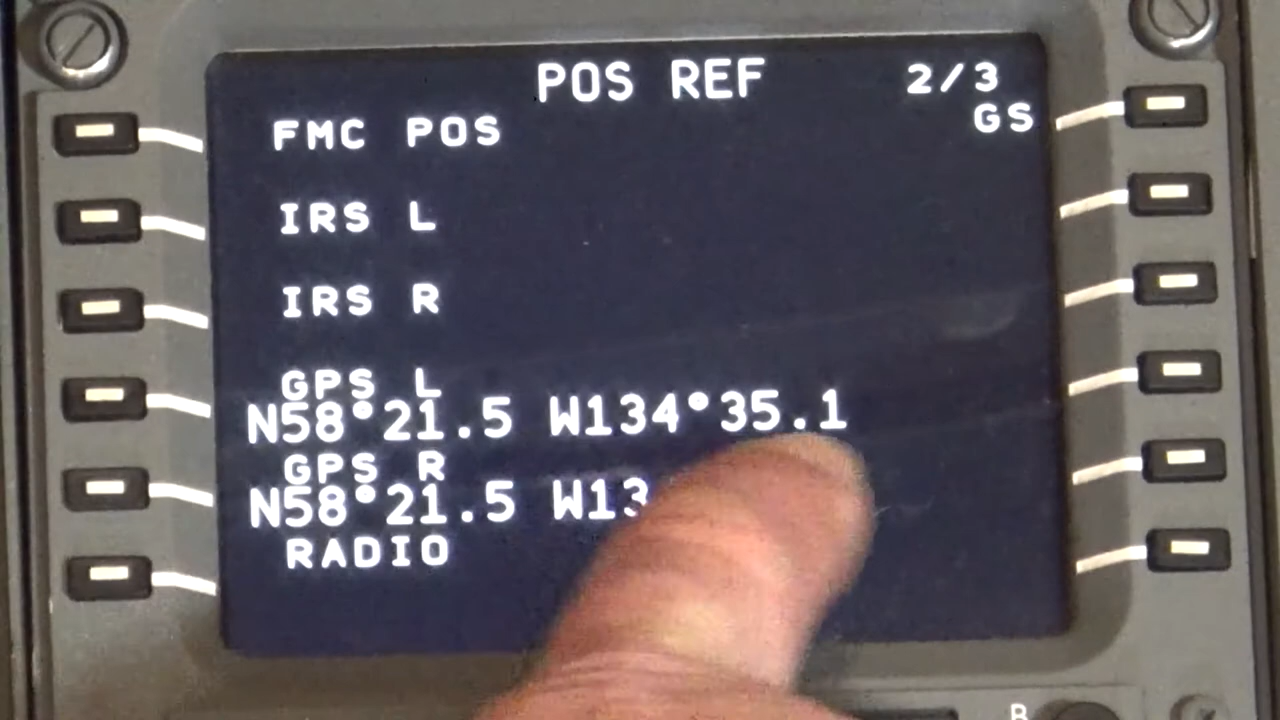 POS REF 2/3
FMC POS GS
IRS L
IRS R
GPS L
N58°21.5 W134°35.1
GPS R
N58°21.5 W13
RADIO
B